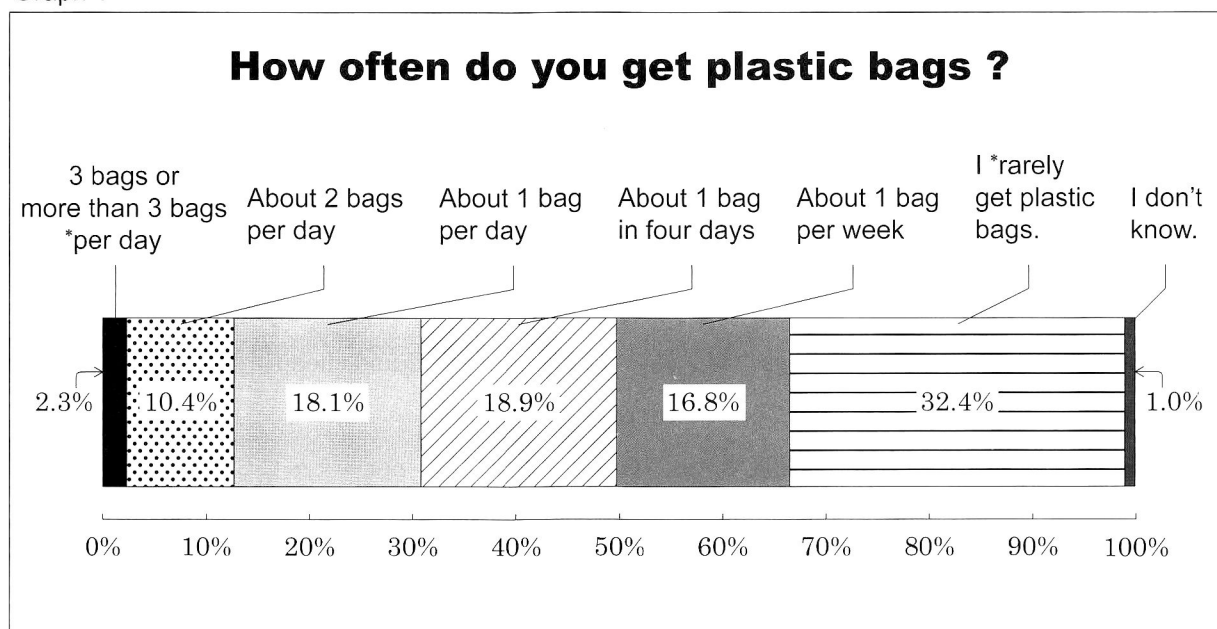 How often do you get plastic bags ?
3 bags or
more than 3 bags
*per day
About 2 bags
per day
About 1 bag
per day
About 1 bag
in four days
About 1 bag
per week
I *rarely
get plastic
bags.
I don't
know.
2.3%
10.4%
18.1%
18.9%
16.8%
32.4%
1.0%
0%
10%
20%
30%
40%
50%
60%
70%
80%
90%
100%